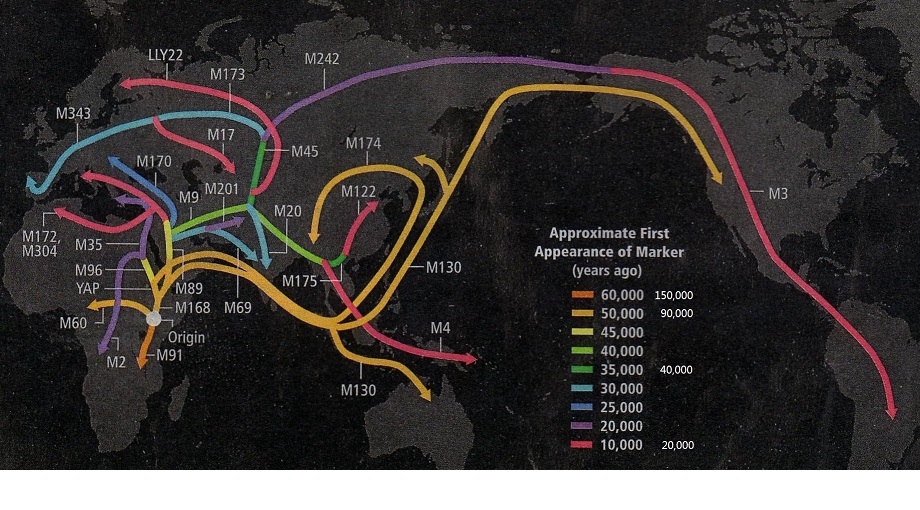 LLY22
M242
M173
M343
M17
M45
M174
M170
M122
M9
M201
M20
M3
M172,
M304
M35
M96
YAP
M89
M175
M130
M168
M69
M60
Origin
M4
M2
M91
M130
Approximate First
Appearance of Marker
(years ago)
60,000 150,000
50,000 90,000
45,000
40,000
35,000 40,000
30,000
25,000
20,000
10,000 20,000